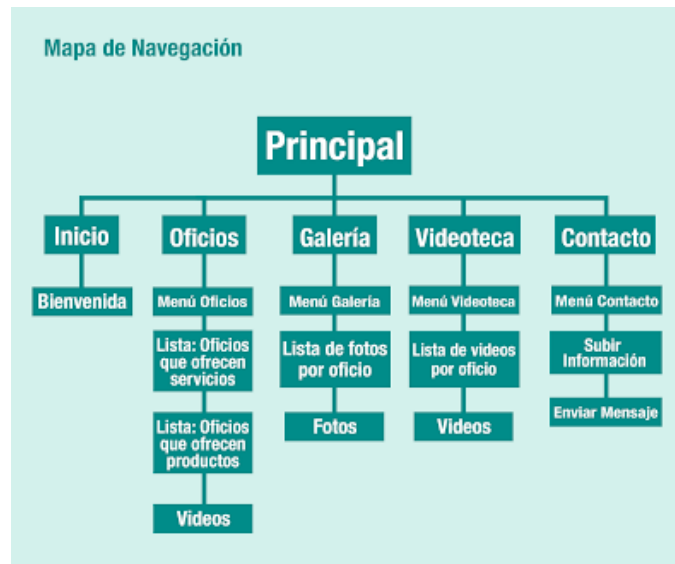 Mapa de Navegación
Principal
Inicio
Oficios
Galería
Videoteca
Contacto
Bienvenida
Menú Oficios
Menú Galería
Menú Videoteca
Menú Contacto
Lista: Oficios
que ofrecen
servicios
Lista de fotos
por oficio
Lista de videos
por oficio
Subir
Información
Lista: Oficios
que ofrecen
productos
Fotos
Videos
Enviar Mensaje
Videos